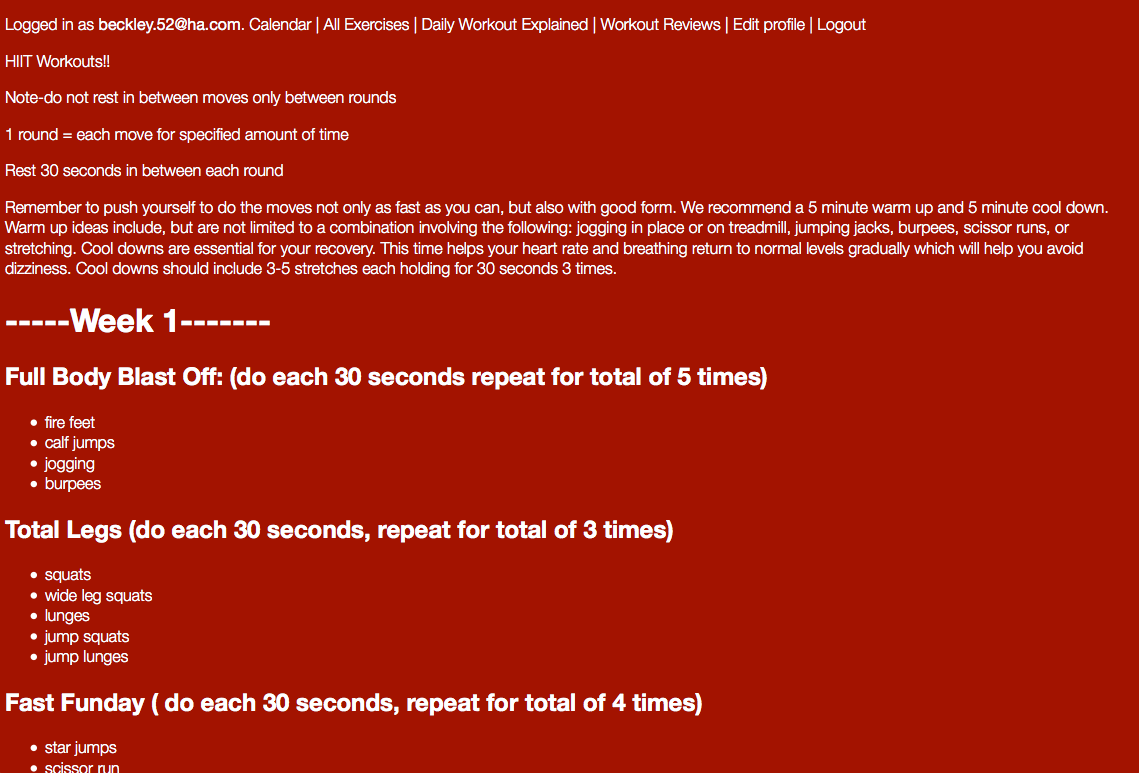 Logged in as beckley.52@ha.com. Calendar | All Exercises | Daily Workout Explained | Workout Reviews | Edit profile | Logout
HIIT Workouts!!
Note-do not rest in between moves only between rounds
1 round = each move for specified amount of time
Rest 30 seconds in between each round
Remember to push yourself to do the moves not only as fast as you can, but also with good form. We recommend a 5 minute warm up and 5 minute cool down.
Warm up ideas include, but are not limited to a combination involving the following: jogging in place or on treadmill, jumping jacks, burpees, scissor runs, or
stretching. Cool downs are essential for your recovery. This time helps your heart rate and breathing return to normal levels gradually which will help you avoid
dizziness. Cool downs should include 3-5 stretches each holding for 30 seconds 3 times.
-----Week 1-------
Full Body Blast Off: (do each 30 seconds repeat for total of 5 times)
• fire feet
• calf jumps
• jogging
• burpees
Total Legs (do each 30 seconds, repeat for total of 3 times)
• squats
• wide leg squats
• lunges
• jump squats
• jump lunges
Fast Funday ( do each 30 seconds, repeat for total of 4 times)
• star jumps
• scissor run